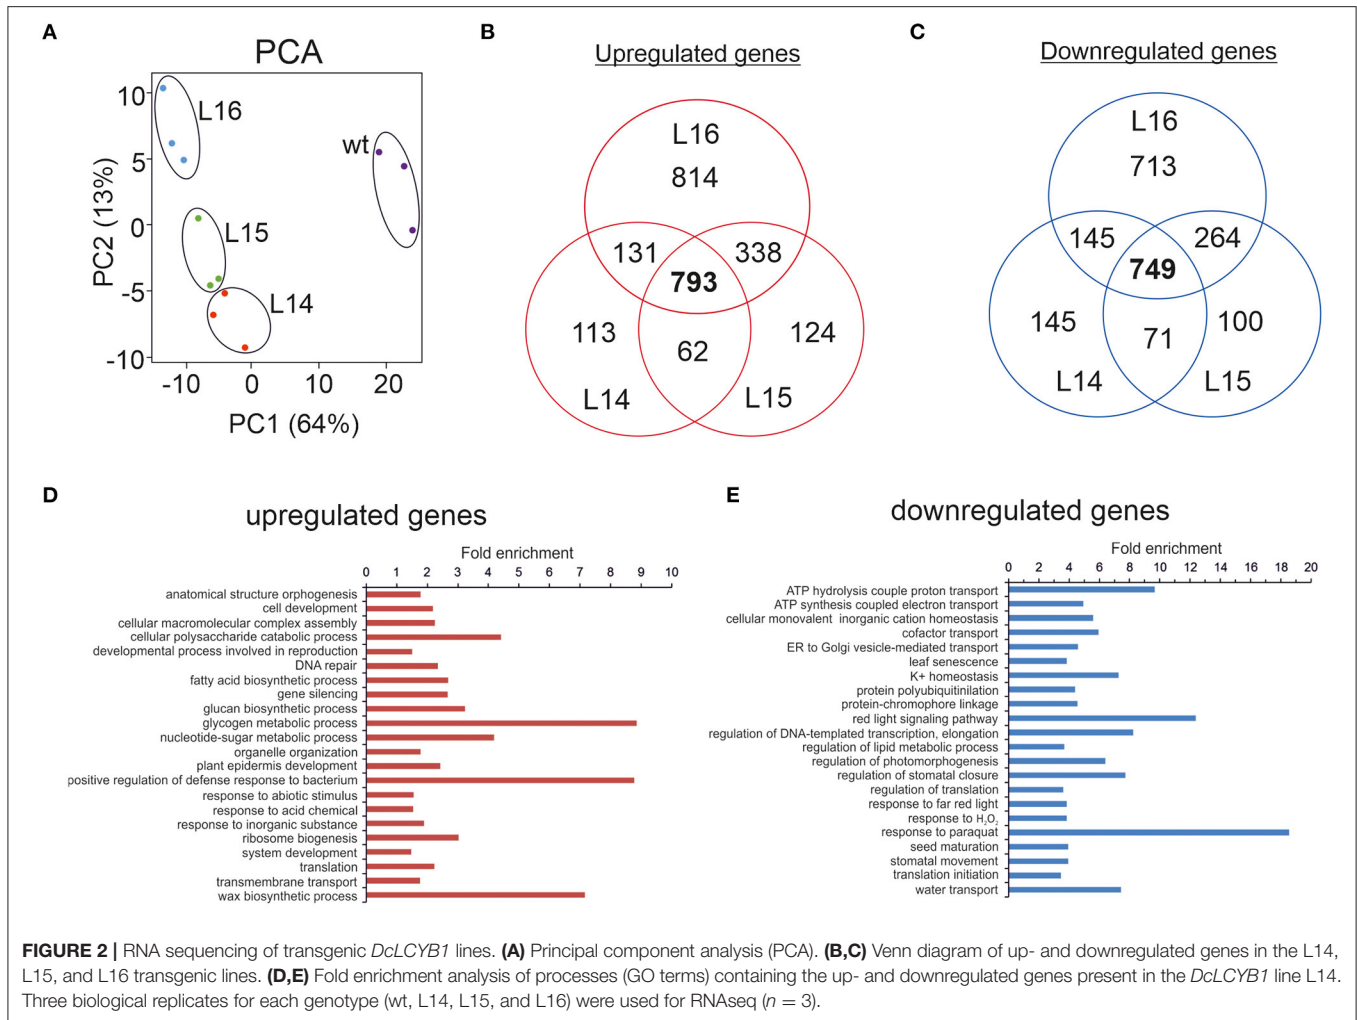 A
PCA
10
5
0
-5
-10
PC2 (13%)
L16
wt
L15
L14
-10 0 10 20
PC1 (64%)
B
Upregulated genes
L16
814
131 338
793
113 124
62
L14 L15
C
Downregulated genes
L16
713
145 264
749
145 100
71
L14 L15
D
upregulated genes
Fold enrichment
0 1 2 3 4 5 6 7 8 9 10
anatomical structure orphogenesis
cell development
cellular macromolecular complex assembly
cellular polysaccharide catabolic process
developmental process involved in reproduction
DNA repair
fatty acid biosynthetic process
gene silencing
glucan biosynthetic process
glycogen metabolic process
nucleotide-sugar metabolic process
organelle organization
plant epidermis development
positive regulation of defense response to bacterium
response to abiotic stimulus
response to acid chemical
response to inorganic substance
ribosome biogenesis
system development
translation
transmembrane transport
wax biosynthetic process
E
downregulated genes
Fold enrichment
0 2 4 6 8 10 12 14 16 18 20
ATP hydrolysis couple proton transport
ATP synthesis coupled electron transport
cellular monovalent inorganic cation homeostasis
cofactor transport
ER to Golgi vesicle-mediated transport
leaf senescence
K+ homeostasis
protein polyubiquitinilation
protein-chromophore linkage
red light signaling pathway
regulation of DNA-templated transcription, elongation
regulation of lipid metabolic process
regulation of photomorphogenesis
regulation of stomatal closure
regulation of translation
response to far red light
response to H₂O₂
response to paraquat
seed maturation
stomatal movement
translation initiation
water transport
FIGURE 2 | RNA sequencing of transgenic DcLCYB1 lines. (A) Principal component analysis (PCA). (B,C) Venn diagram of up- and downregulated genes in the L14,
L15, and L16 transgenic lines. (D,E) Fold enrichment analysis of processes (GO terms) containing the up- and downregulated genes present in the DcLCYB1 line L14.
Three biological replicates for each genotype (wt, L14, L15, and L16) were used for RNAseq (n = 3).